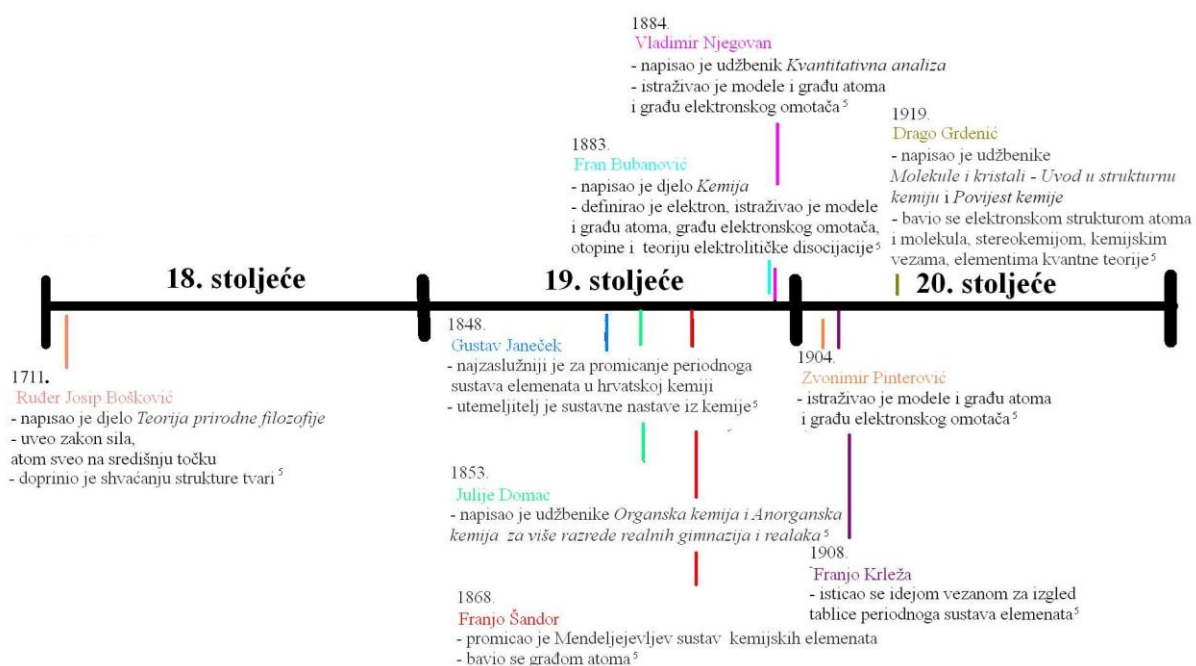 1884.
Vladimir Njegovan
- napisao je udžbenik Kvantitativna analiza
- istraživao je modele i građu atoma
i građu elektronskog omotača 5
1883.
Fran Bubanović
- napisao je djelo Kemija
- definirao je elektron, istraživao je modele
i građu atoma, građu elektronskog omotača,
otopine i teoriju elektrolitičke disocijacije 5
1919.
Drago Grdenić
- napisao je udžbenike
Molekule i kristali - Uvod u strukturnu
kemiju i Povijest kemije
- bavio se elektronskom strukturom atoma
i molekula, stereokemijom, kemijskim
vezama, elementima kvantne teorije 5
18. stoljeće
19. stoljeće
20. stoljeće
1711.
Ruđer Josip Bošković
- napisao je djelo Teorija prirodne filozofije
- uveo zakon sila,
atom sveo na središnju točku
- doprinio je shvaćanju strukture tvari 5
1848.
Gustav Janeček
- najzaslužniji je za promicanje periodnoga
sustava elemenata u hrvatskoj kemiji
- utemeljitelj je sustavne nastave iz kemije 5
1853.
Julije Domac
- napisao je udžbenike Organska kemija i Anorganska
kemija za više razrede realnih gimnazija i realaka 5
1868.
Franjo Šandor
- promicao je Mendeljejevljev sustav kemijskih elemenata
- bavio se građom atoma 5
1904.
Zvonimir Pinterović
- istraživao je modele i građu atoma
i građu elektronskog omotača 5
1908.
Franjo Krleža
- isticao se idejom vezanom za izgled
tablice periodnoga sustava elemenata 5